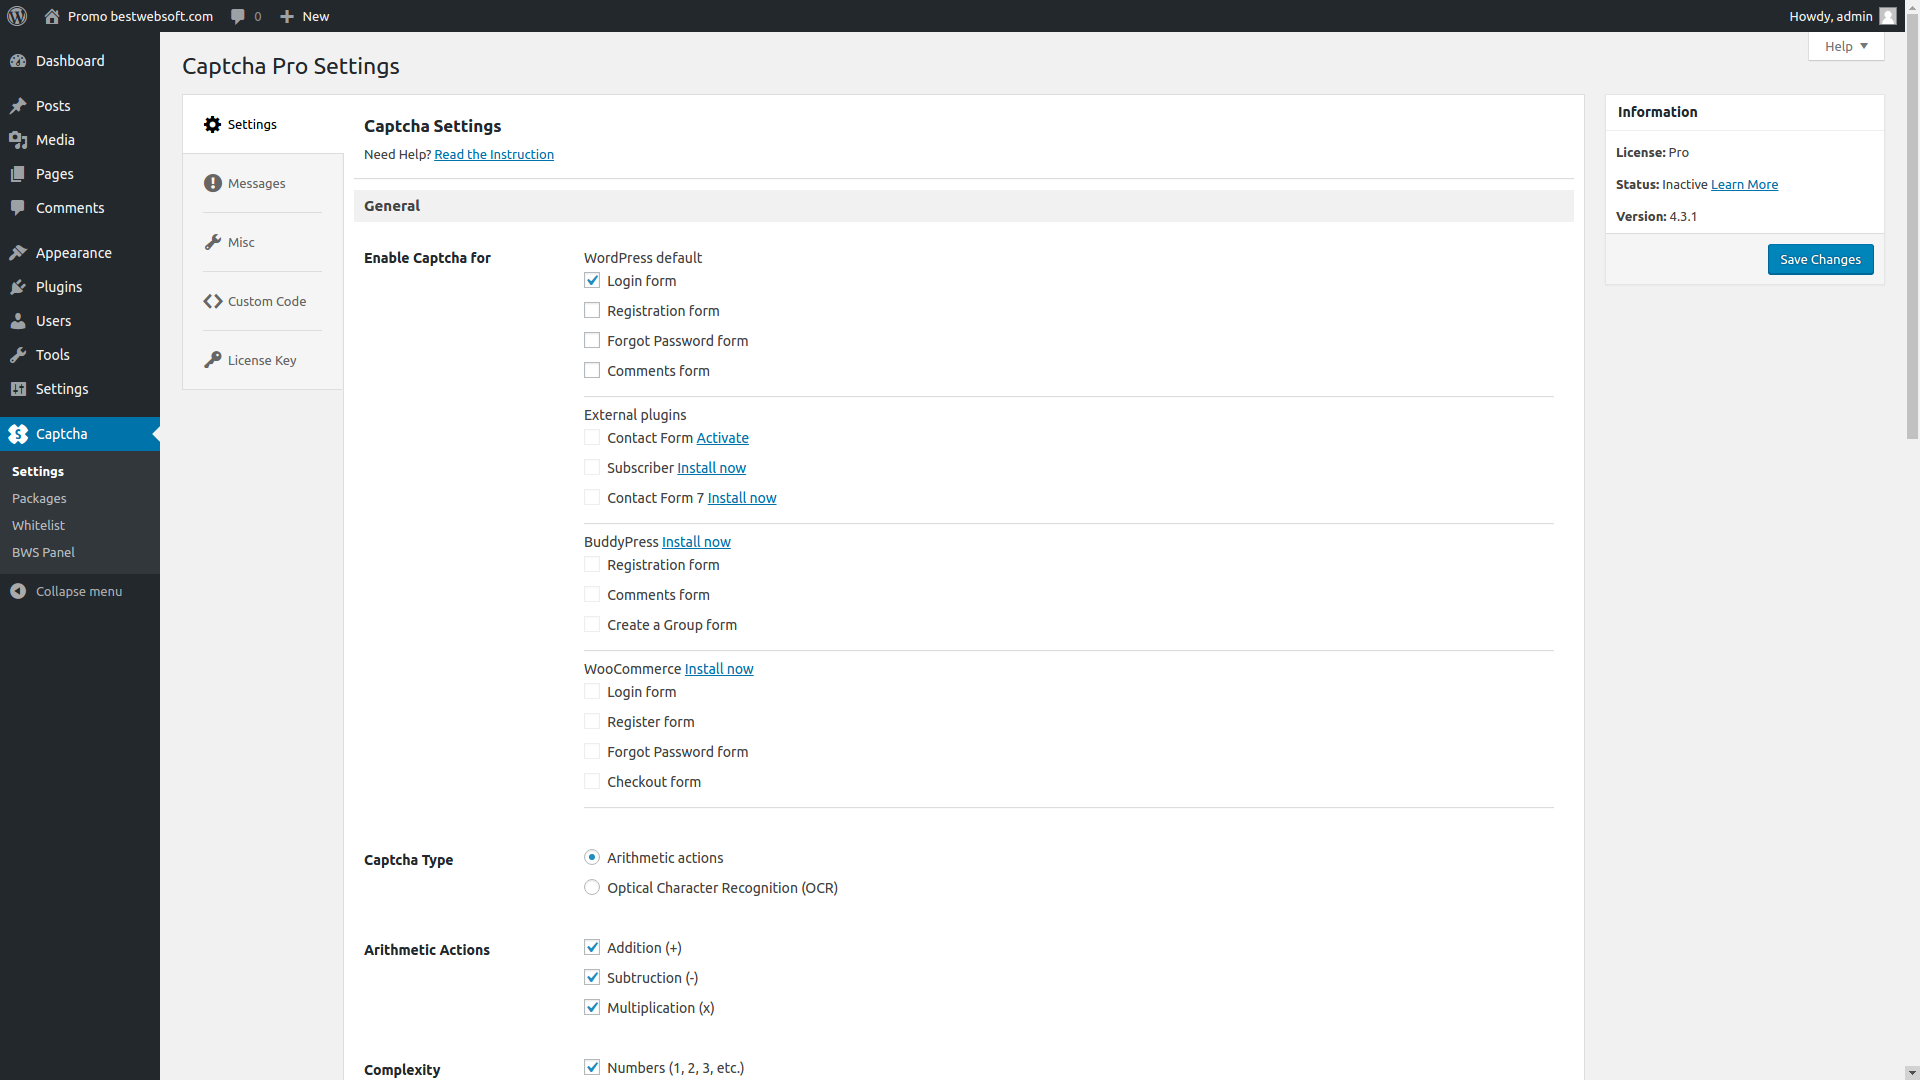 Promo bestwebsoft.com 0 New Howdy, admin
Help
Dashboard
Posts
Media
Pages
Comments
Appearance
Plugins
Users
Tools
Settings
Captcha
Settings
Packages
Whitelist
BWS Panel
Collapse menu
Captcha Pro Settings
Settings
Messages
Misc
Custom Code
License Key
Captcha Settings
Need Help? Read the Instruction
General
Enable Captcha for
WordPress default
Login form
Registration form
Forgot Password form
Comments form
External plugins
Contact Form Activate
Subscriber Install now
Contact Form 7 Install now
BuddyPress Install now
Registration form
Comments form
Create a Group form
WooCommerce Install now
Login form
Register form
Forgot Password form
Checkout form
Captcha Type
Arithmetic actions
Optical Character Recognition (OCR)
Arithmetic Actions
Addition (+)
Subtruction (-)
Multiplication (x)
Complexity
Numbers (1, 2, 3, etc.)
Information
License: Pro
Status: Inactive Learn More
Version: 4.3.1
Save Changes